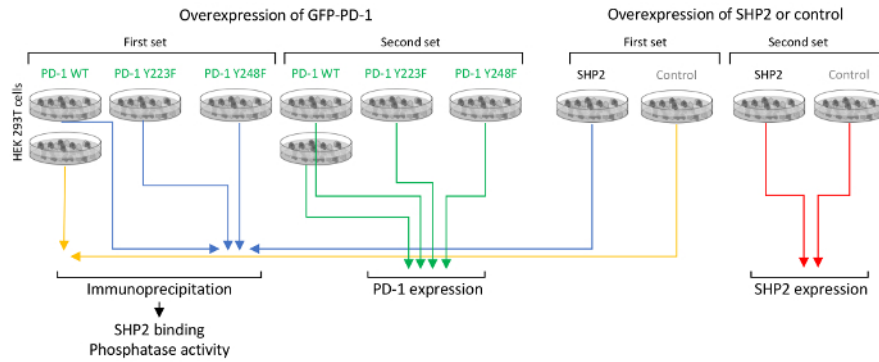 Overexpression of GFP-PD-1
Overexpression of SHP2 or control
First set
Second set
First set
Second set
PD-1 WT
PD-1 Y223F
PD-1 Y248F
PD-1 WT
PD-1 Y223F
PD-1 Y248F
SHP2
Control
SHP2
Control
HEK 293T cells
Immunoprecipitation
PD-1 expression
SHP2 expression
SHP2 binding
Phosphatase activity